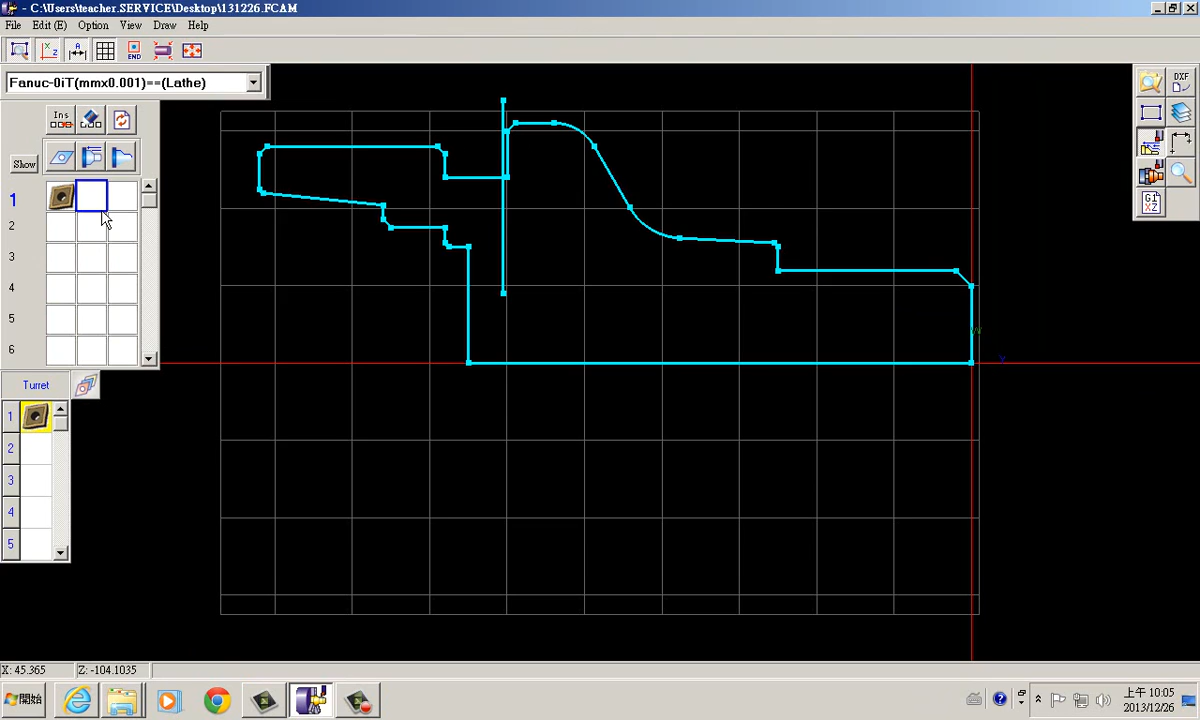 - C:\Users\teacher.SERVICE\Desktop\131226.FCAM
File Edit (E) Option View Draw Help
X Z A END
Fanuc-0iT(mmx0.001)==(Lathe)
Ins
DXF
Show
1
2
3
4
5
6
G1
XZ
Turret
1
2
3
4
5
X: 45.365 Z: -104.1035
開始
上午 10:05
2013/12/26